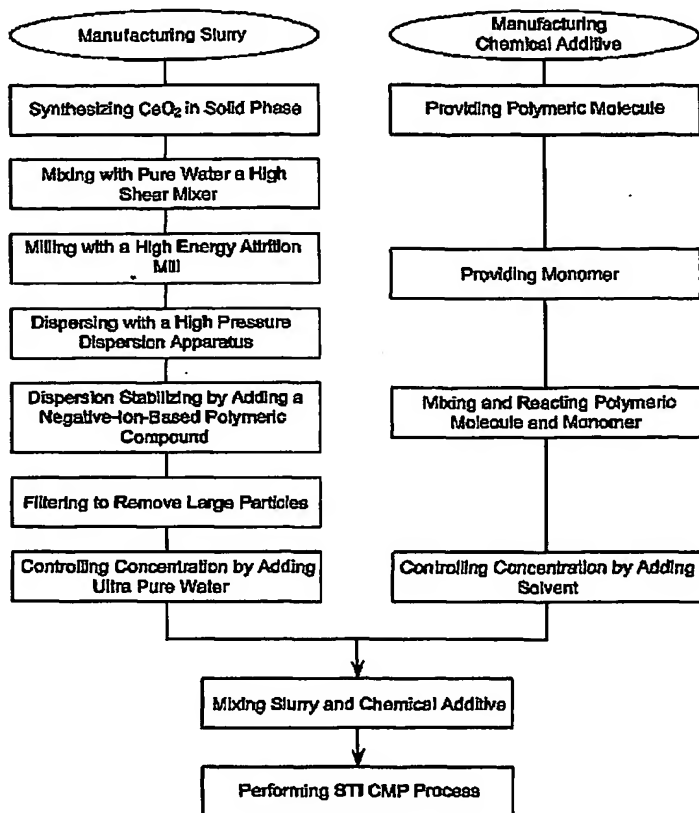 Manufacturing Slurry
Synthesizing CeO₂ in Solid Phase
Mixing with Pure Water a High
Shear Mixer
Milling with a High Energy Attrition
Mill
Dispersing with a High Pressure
Dispersion Apparatus
Dispersion Stabilizing by Adding a
Negative-Ion-Based Polymeric
Compound
Filtering to Remove Large Particles
Controlling Concentration by Adding
Ultra Pure Water
Manufacturing
Chemical Additive
Providing Polymeric Molecule
Providing Monomer
Mixing and Reacting Polymeric
Molecule and Monomer
Controlling Concentration by Adding
Solvent
Mixing Slurry and Chemical Additive
Performing STI CMP Process